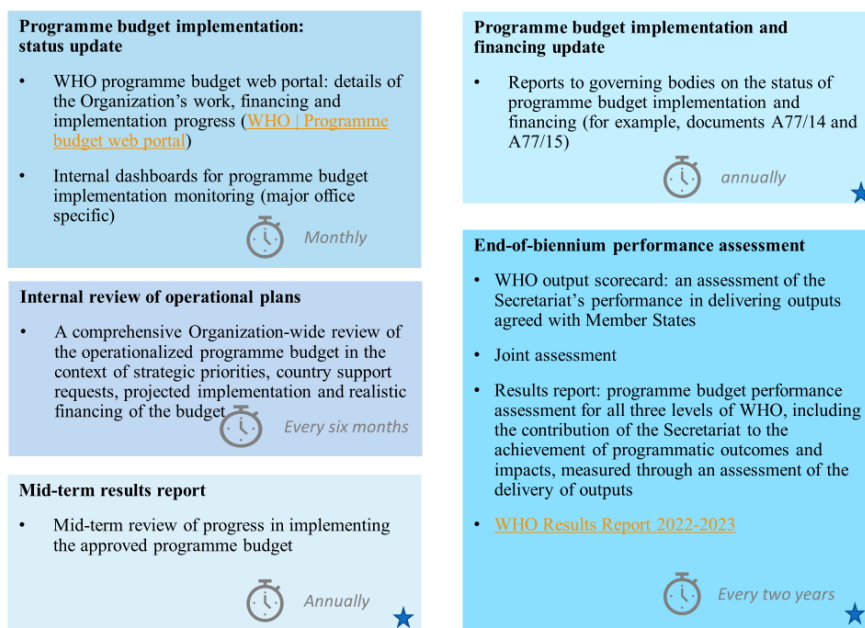 Programme budget implementation:
status update
• WHO programme budget web portal: details of
the Organization's work, financing and
implementation progress (WHO | Programme
budget web portal)
• Internal dashboards for programme budget
implementation monitoring (major office
specific)
Monthly
Internal review of operational plans
• A comprehensive Organization-wide review of
the operationalized programme budget in the
context of strategic priorities, country support
requests, projected implementation and realistic
financing of the budget
Every six months
Mid-term results report
• Mid-term review of progress in implementing
the approved programme budget
Annually
Programme budget implementation and
financing update
• Reports to governing bodies on the status of
programme budget implementation and
financing (for example, documents A77/14 and
A77/15)
annually
End-of-biennium performance assessment
• WHO output scorecard: an assessment of the
Secretariat's performance in delivering outputs
agreed with Member States
• Joint assessment
• Results report: programme budget performance
assessment for all three levels of WHO, including
the contribution of the Secretariat to the
achievement of programmatic outcomes and
impacts, measured through an assessment of the
delivery of outputs
• WHO Results Report 2022-2023
Every two years